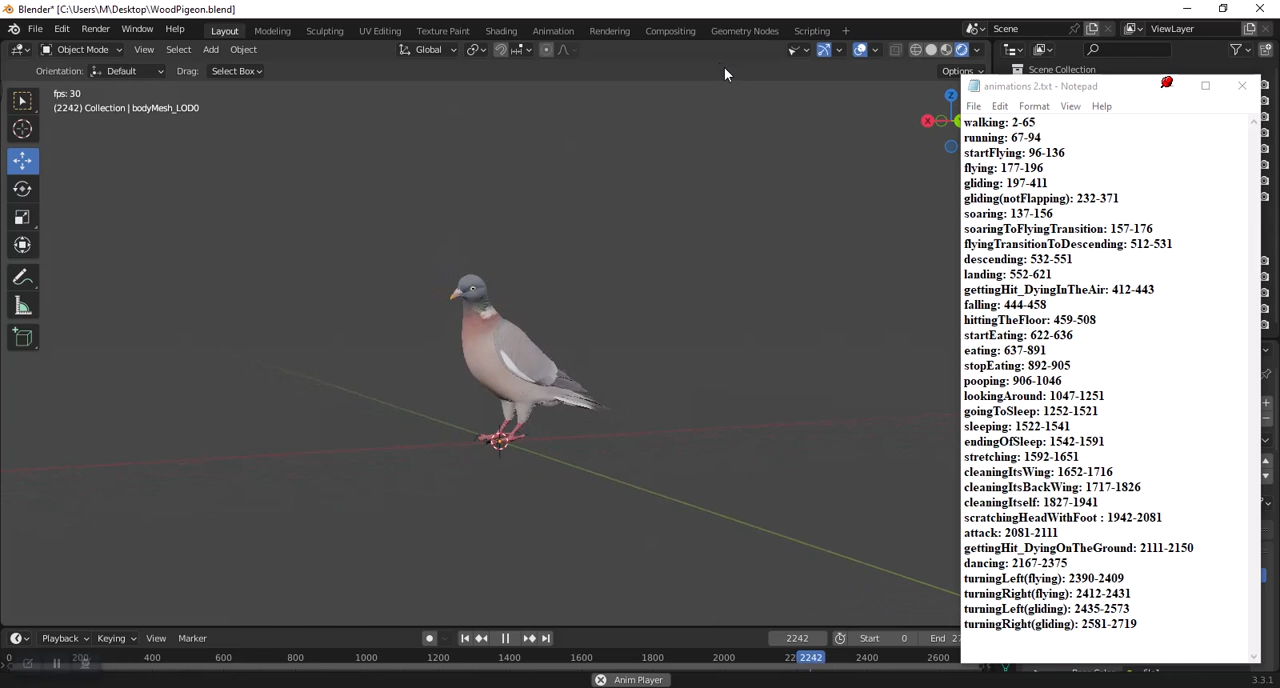 Blender* [C:\Users\M\Desktop\WoodPigeon.blend]
File Edit Render Window Help Layout Modeling Sculpting UV Editing Texture Paint Shading Animation Rendering Compositing Geometry Nodes Scripting + Scene ViewLayer
Object Mode View Select Add Object Global
Orientation: Default Drag: Select Box Options
Scene Collection
fps: 30
(2242) Collection | bodyMesh_LOD0
Z
X
animations 2.txt - Notepad
File Edit Format View Help
walking: 2-65
running: 67-94
startFlying: 96-136
flying: 177-196
gliding: 197-411
gliding(notFlapping): 232-371
soaring: 137-156
soaringToFlyingTransition: 157-176
flyingTransitionToDescending: 512-531
descending: 532-551
landing: 552-621
gettingHit_DyingInTheAir: 412-443
falling: 444-458
hittingTheFloor: 459-508
startEating: 622-636
eating: 637-891
stopEating: 892-905
pooping: 906-1046
lookingAround: 1047-1251
goingToSleep: 1252-1521
sleeping: 1522-1541
endingOfSleep: 1542-1591
stretching: 1592-1651
cleaningItsWing: 1652-1716
cleaningItsBackWing: 1717-1826
cleaningItself: 1827-1941
scratchingHeadWithFoot : 1942-2081
attack: 2081-2111
gettingHit_DyingOnTheGround: 2111-2150
dancing: 2167-2375
turningLeft(flying): 2390-2409
turningRight(flying): 2412-2431
turningLeft(gliding): 2435-2573
turningRight(gliding): 2581-2719
Playback Keying View Marker 2242 Start 0 End
0 200 400 600 800 1000 1200 1400 1600 1800 2000 2242 2400 2600
Anim Player
3.3.1